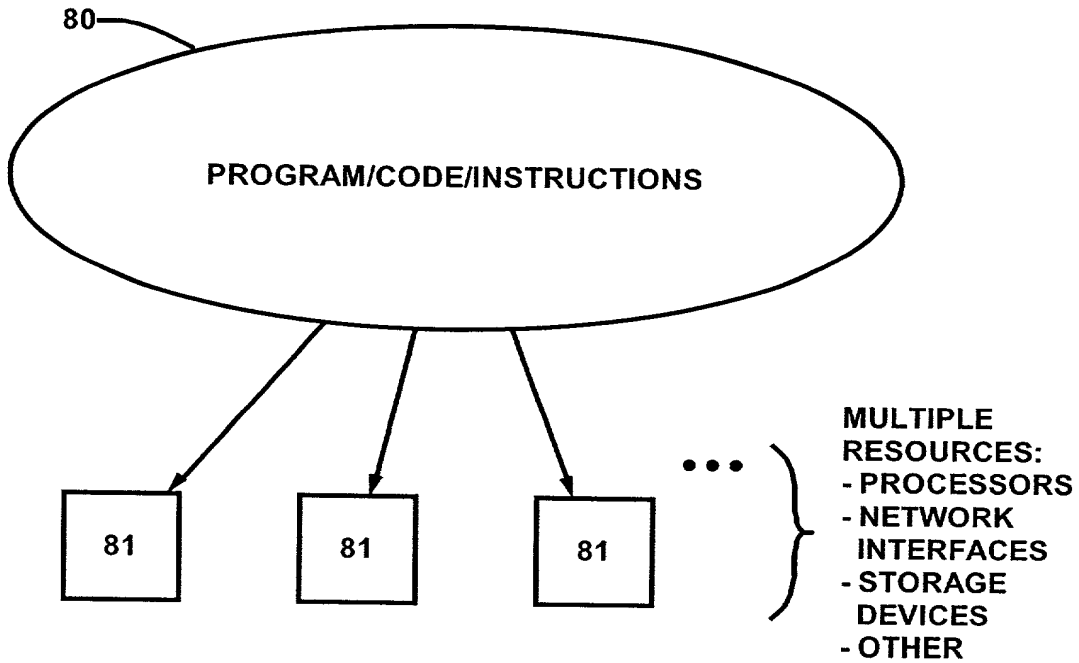 80
PROGRAM/CODE/INSTRUCTIONS
81
81
81
•••
MULTIPLE
RESOURCES:
- PROCESSORS
- NETWORK
INTERFACES
- STORAGE
DEVICES
- OTHER